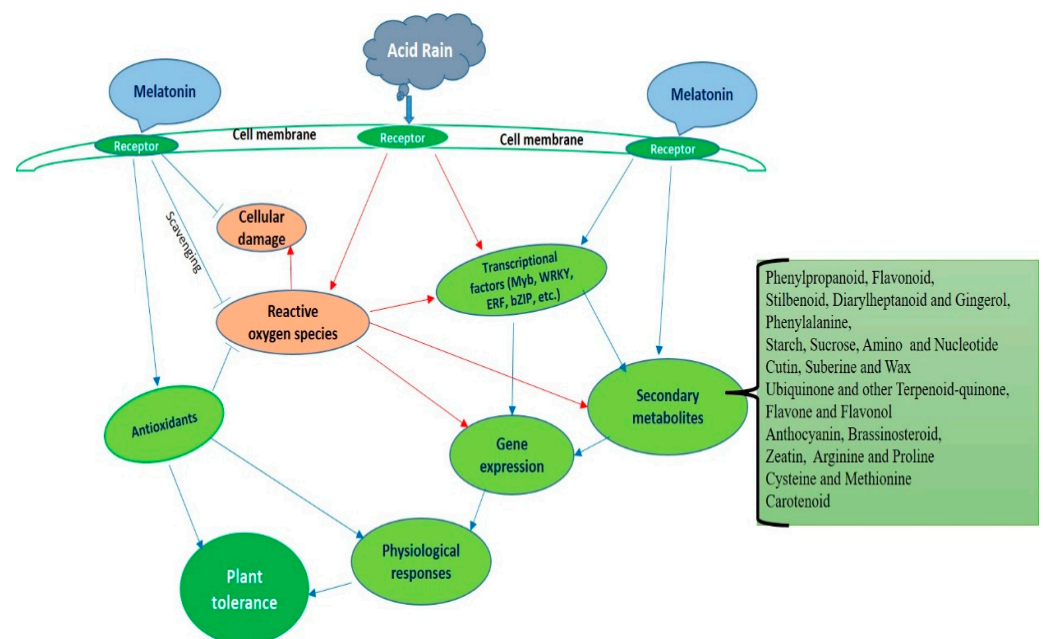 Acid Rain
Melatonin
Melatonin
Cell membrane
Receptor
Cell membrane
Receptor
Receptor
Scavenging
Cellular
damage
Transcriptional
factors (Myb, WRKY,
ERF, bZIP, etc.)
Reactive
oxygen species
Phenylpropanoid, Flavonoid,
Stilbenoid, Diarylheptanoid and Gingerol,
Phenylalanine,
Starch, Sucrose, Amino and Nucleotide
Cutin, Suberine and Wax
Ubiquinone and other Terpenoid-quinone,
Flavone and Flavonol
Anthocyanin, Brassinosteroid,
Zeatin, Arginine and Proline
Cysteine and Methionine
Carotenoid
Secondary
metabolites
Antioxidants
Gene
expression
Physiological
responses
Plant
tolerance